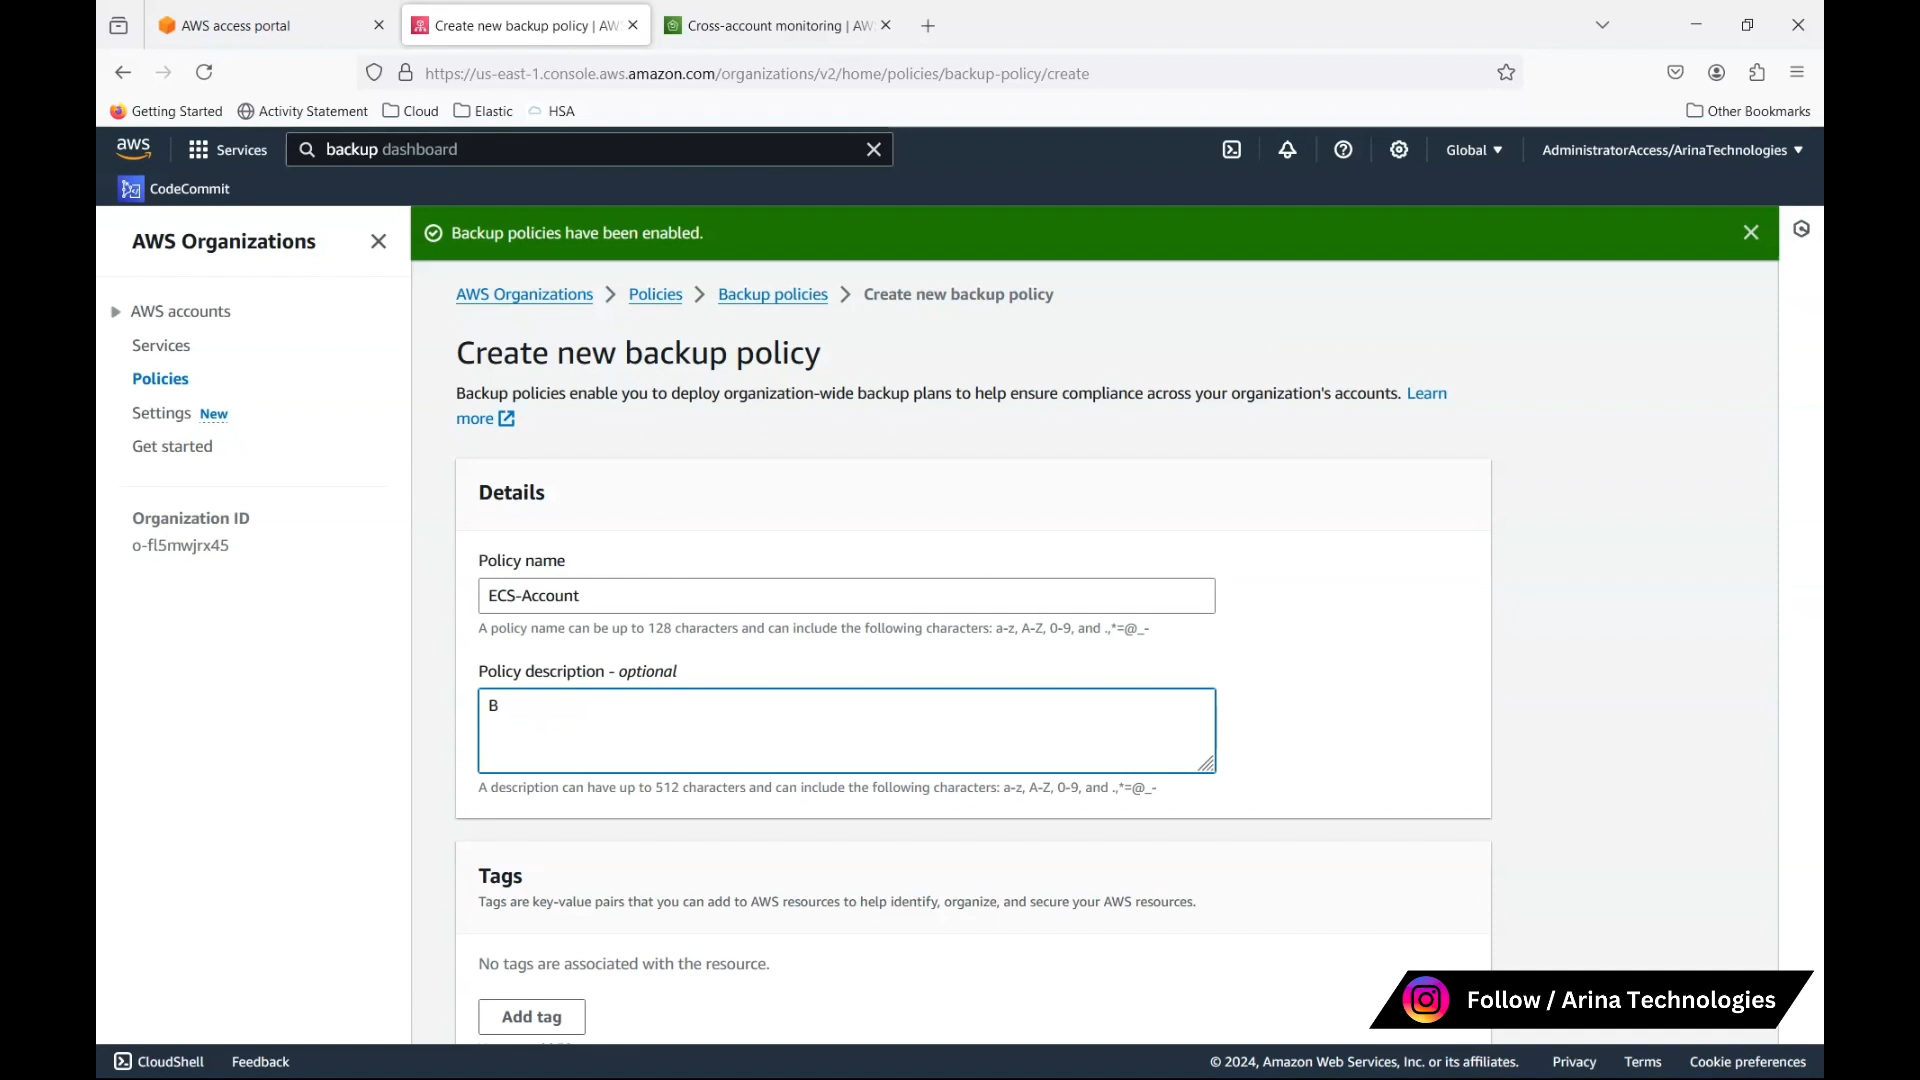 AWS access portal
Create new backup policy | AW
Cross-account monitoring | AW
https://us-east-1.console.aws.amazon.com/organizations/v2/home/policies/backup-policy/create
Getting Started
Activity Statement
Cloud
Elastic
HSA
Other Bookmarks
aws
Services
backup dashboard
Global
AdministratorAccess/ArinaTechnologies
CodeCommit
AWS Organizations
Backup policies have been enabled.
AWS accounts
Services
Policies
Settings New
Get started
Organization ID
o-fl5mwjrx45
AWS Organizations
Policies
Backup policies
Create new backup policy
Create new backup policy
Backup policies enable you to deploy organization-wide backup plans to help ensure compliance across your organization's accounts. Learn
more
Details
Policy name
ECS-Account
A policy name can be up to 128 characters and can include the following characters: a-z, A-Z, 0-9, and .,*=@_-
Policy description - optional
B
A description can have up to 512 characters and can include the following characters: a-z, A-Z, 0-9, and .,*=@_-
Tags
Tags are key-value pairs that you can add to AWS resources to help identify, organize, and secure your AWS resources.
No tags are associated with the resource.
Add tag
Follow / Arina Technologies
CloudShell
Feedback
© 2024, Amazon Web Services, Inc. or its affiliates.
Privacy
Terms
Cookie preferences